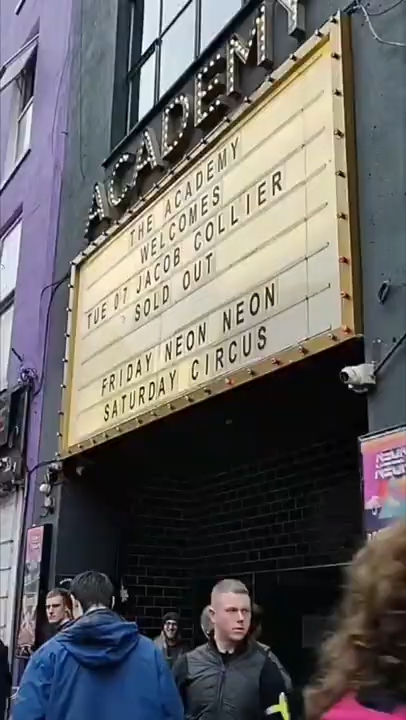 ACADEMY
THE ACADEMY
WELCOMES
TUE 07 JACOB COLLIER
SOLD OUT
FRIDAY NEON NEON
SATURDAY CIRCUS